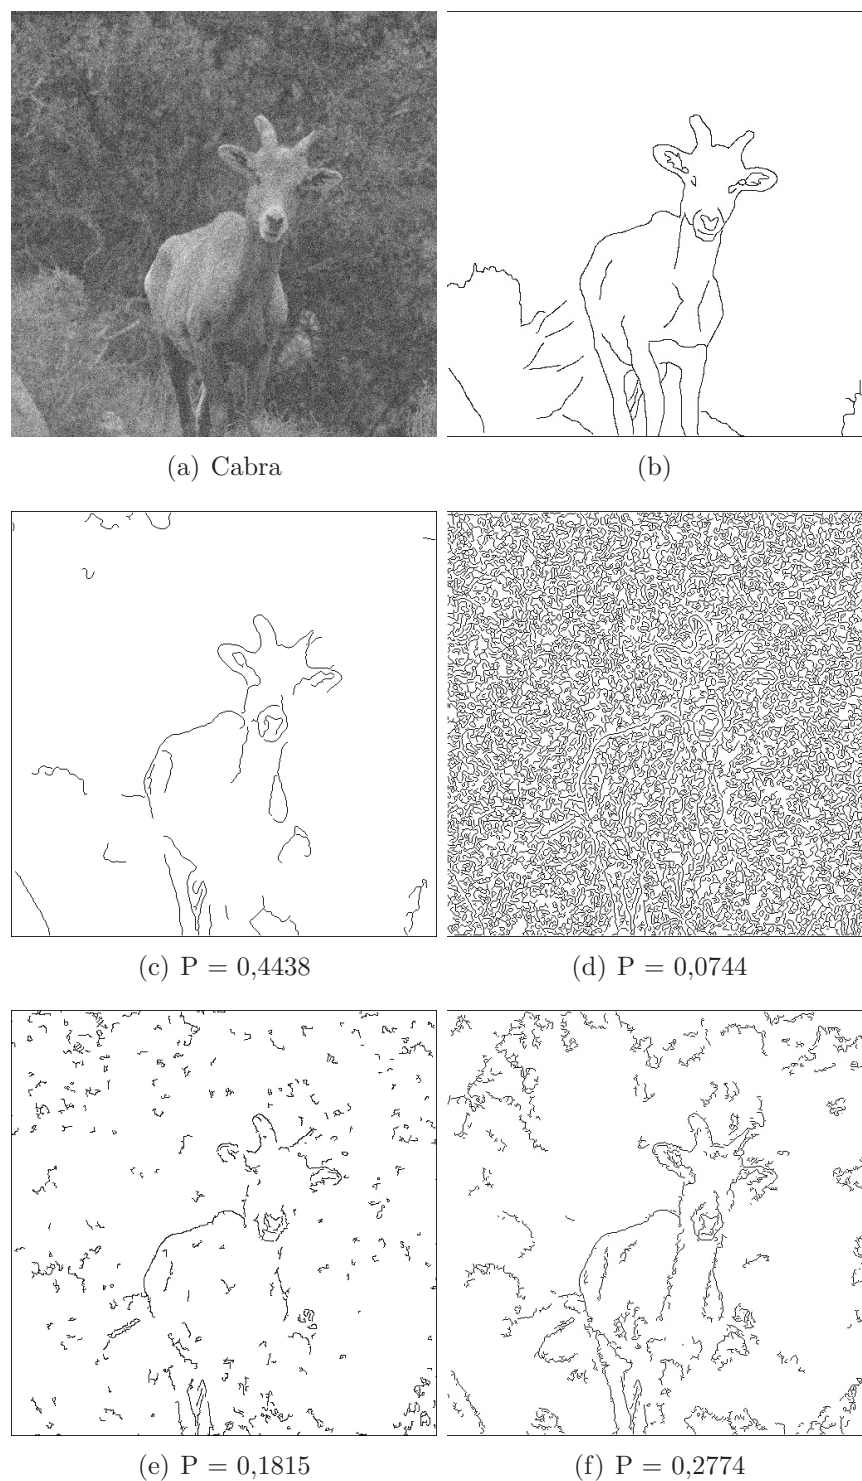 (a) Cabra
(b)
(c) P = 0,4438
(d) P = 0,0744
(e) P = 0,1815
(f) P = 0,2774